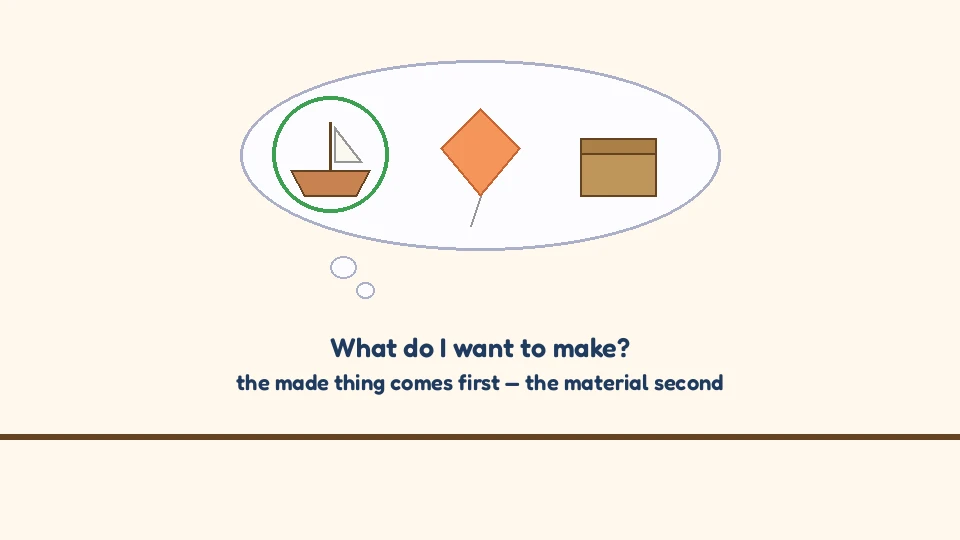 What do I want to make?
the made thing comes first – the material second